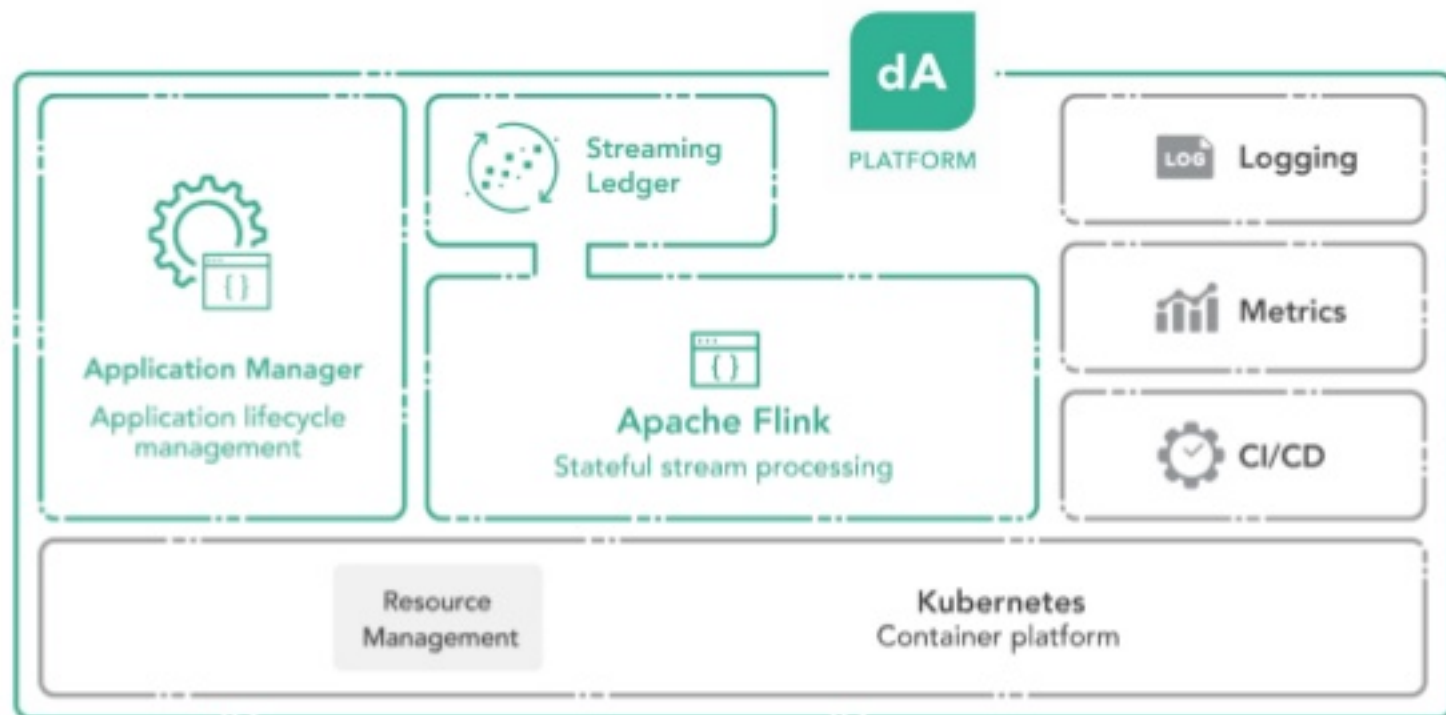 dA
PLATFORM
Streaming
Ledger
LOG
Logging
{ }
Application Manager
Application lifecycle
management
{ }
Apache Flink
Stateful stream processing
Metrics
CI/CD
Resource
Management
Kubernetes
Container platform